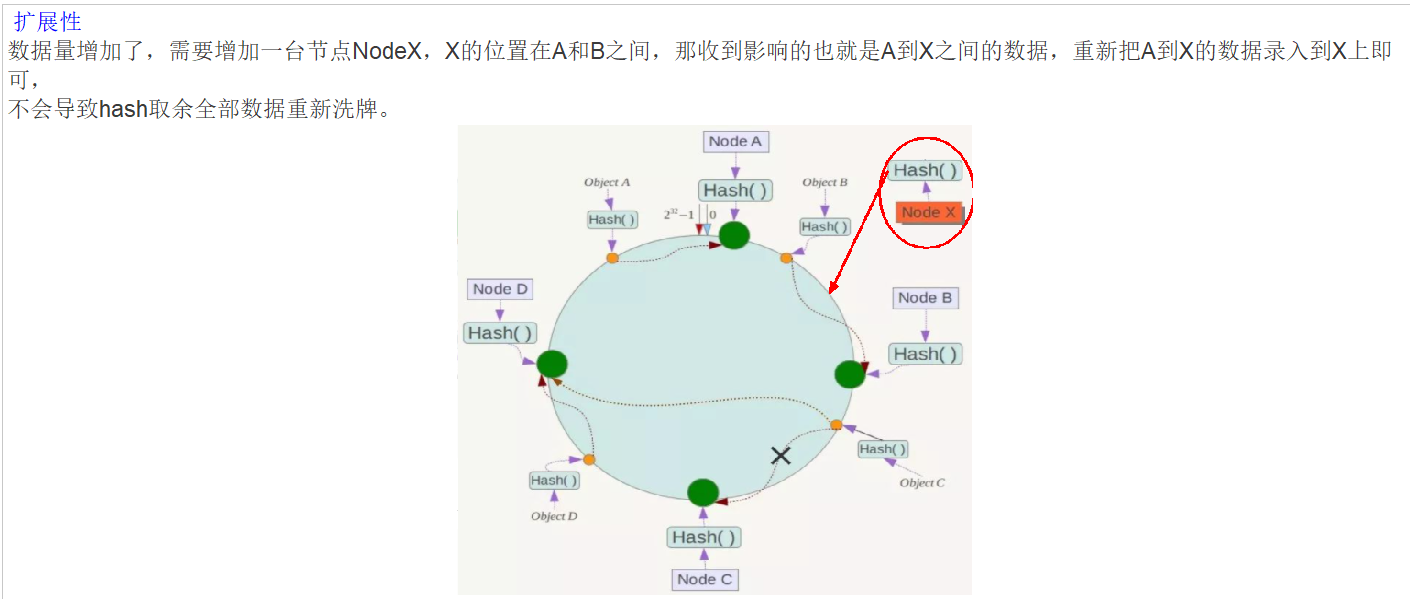 扩展性
数据量增加了，需要增加一台节点NodeX，X的位置在A和B之间，那收到影响的也就是A到X之间的数据，重新把A到X的数据录入到X上即
可，
不会导致hash取余全部数据重新洗牌。
Node A
Hash( )
Node X
Object A
Hash( )
Object B
Hash( )
Hash( )
2³²−1
0
Node D
Hash( )
Node B
Hash( )
Hash( )
Object C
Hash( )
Object D
Hash( )
Node C